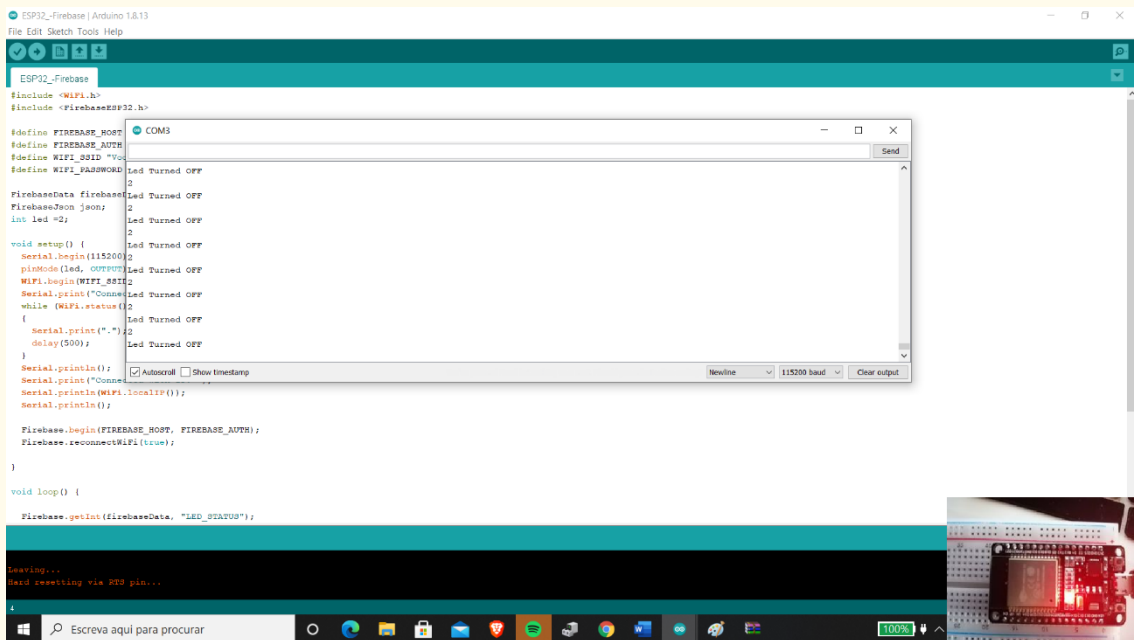 ESP32_-Firebase | Arduino 1.8.13
File Edit Sketch Tools Help
ESP32_-Firebase
#include <WiFi.h>
#include <FirebaseESP32.h>
#define FIREBASE_HOST
#define FIREBASE_AUTH
#define WIFI_SSID "Vo
#define WIFI_PASSWORD
FirebaseData firebase
FirebaseJson json;
int led =2;
void setup() {
Serial.begin(115200)
pinMode(led, OUTPUT)
WiFi.begin(WIFI_SSI
Serial.print("Conne
while (WiFi.status()
{
Serial.print(".");
delay(500);
}
Serial.println();
Serial.print("Conne
Serial.println(WiFi.localIP());
Serial.println();
Firebase.begin(FIREBASE_HOST, FIREBASE_AUTH);
Firebase.reconnectWiFi(true);
}
void loop() {
Firebase.getInt(firebaseData, "LED_STATUS");
COM3
Send
Led Turned OFF
2
Led Turned OFF
2
Led Turned OFF
2
Led Turned OFF
2
Led Turned OFF
2
Led Turned OFF
2
Led Turned OFF
2
Led Turned OFF
Autoscroll Show timestamp
Newline
115200 baud
Clear output
Leaving...
Hard resetting via RTS pin...
4
Escreva aqui para procurar
100%